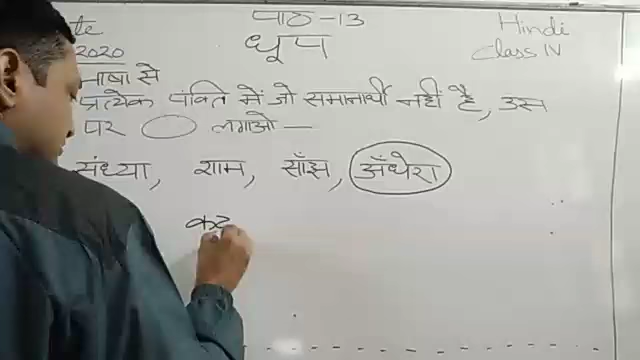 पाठ-13 Hindi
2020 धूप Class IV
भाषा से
प्रत्येक पंक्ति में जो समानार्थी नहीं है, उस
पर लगाओ —
संध्या, शाम, साँझ, अँधेरा